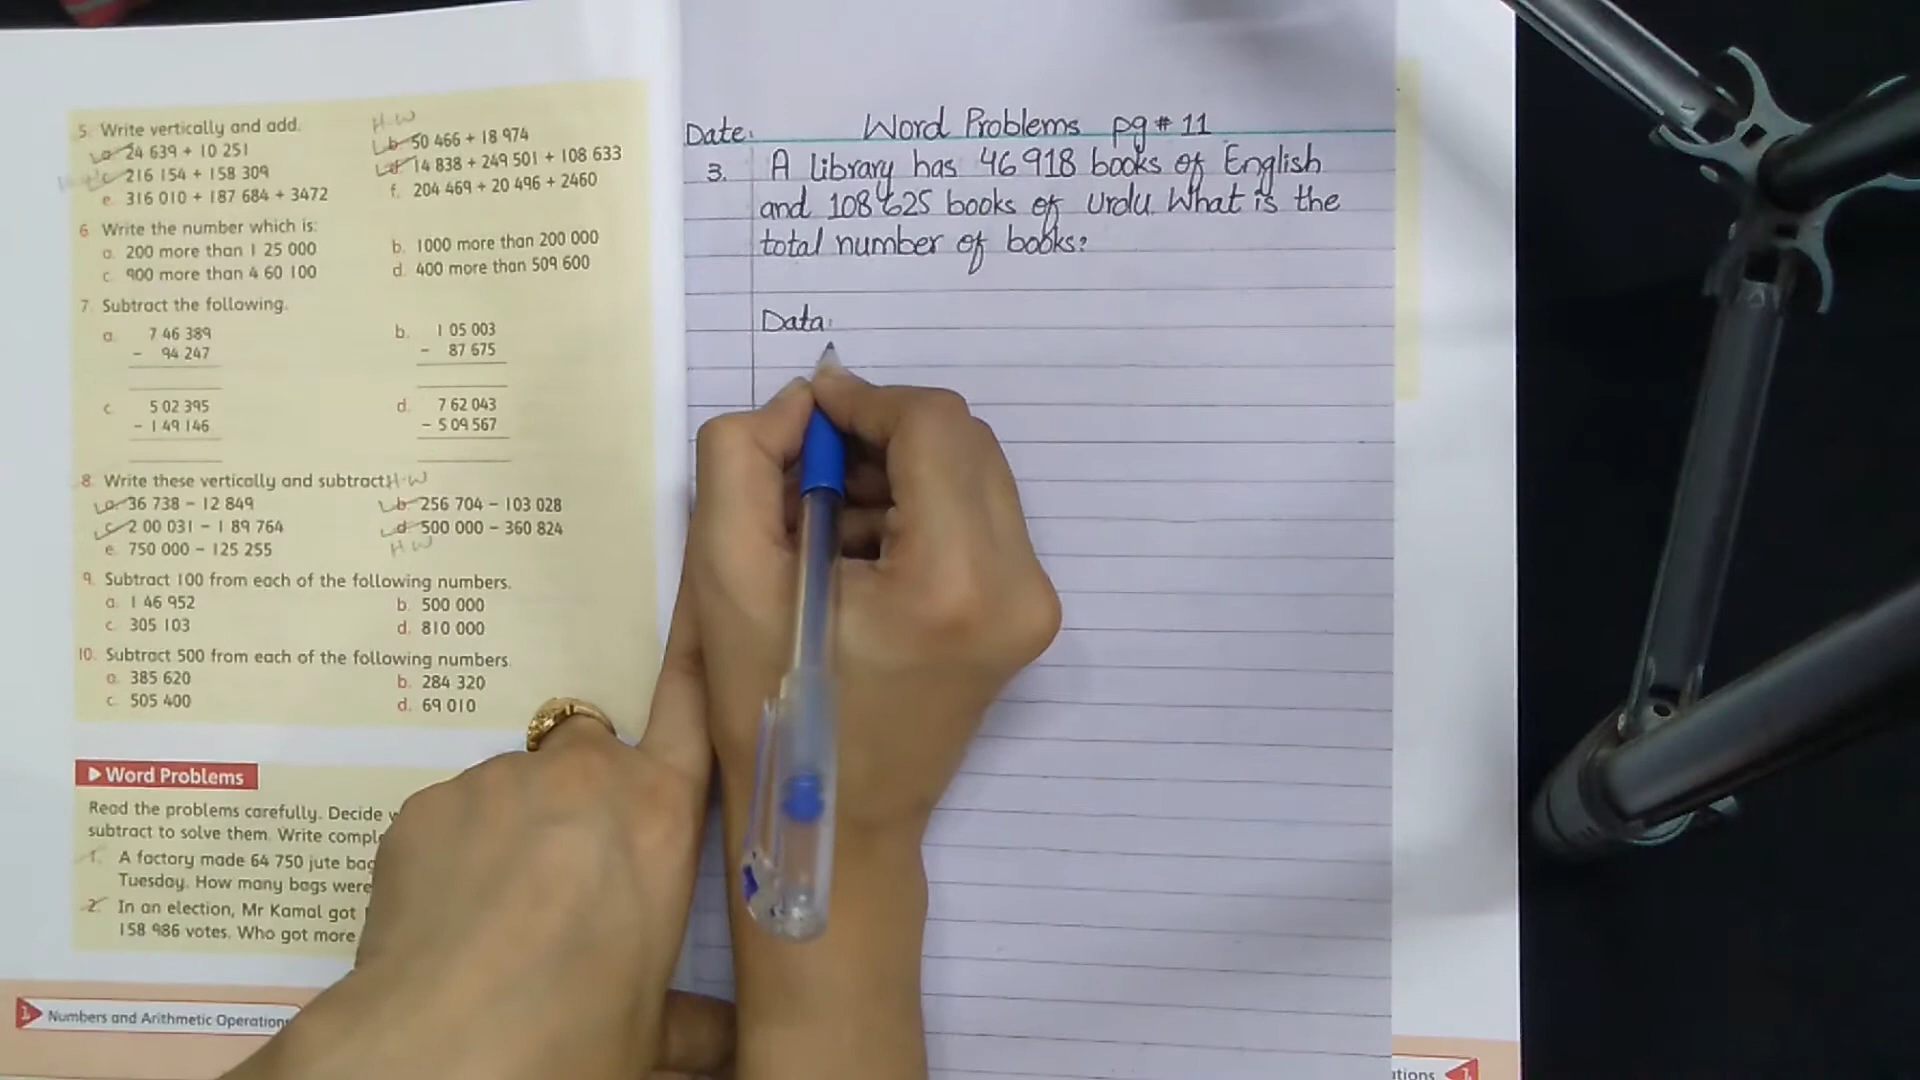 5. Write vertically and add.
H-W
a. 24 639 + 10 251
b. 50 466 + 18 974
c. 216 154 + 158 309
d. 14 838 + 249 501 + 108 633
e. 316 010 + 187 684 + 3472
f. 204 469 + 20 496 + 2460
6. Write the number which is:
a. 200 more than 1 25 000
b. 1000 more than 200 000
c. 900 more than 4 60 100
d. 400 more than 509 600
7. Subtract the following.
a. 7 46 389
- 94 247
b. 1 05 003
- 87 675
c. 5 02 395
- 1 49 146
d. 7 62 043
- 5 09 567
8. Write these vertically and subtract. H-W
a. 36 738 - 12 849
b. 256 704 - 103 028
c. 2 00 031 - 1 89 764
d. 500 000 - 360 824
e. 750 000 - 125 255
H W
9. Subtract 100 from each of the following numbers.
a. 1 46 952
b. 500 000
c. 305 103
d. 810 000
10. Subtract 500 from each of the following numbers.
a. 385 620
b. 284 320
c. 505 400
d. 69 010
Word Problems
Read the problems carefully. Decide
subtract to solve them. Write
1. A factory made 64 750 jute
Tuesday. How many bags were
2. In an election, Mr Kamal got
158 986 votes. Who got more
1 Numbers and Arithmetic Operations
Date: Word Problems pg # 11
3. A library has 46 918 books of English
and 108 625 books of Urdu. What is the
total number of books?
Data:
1